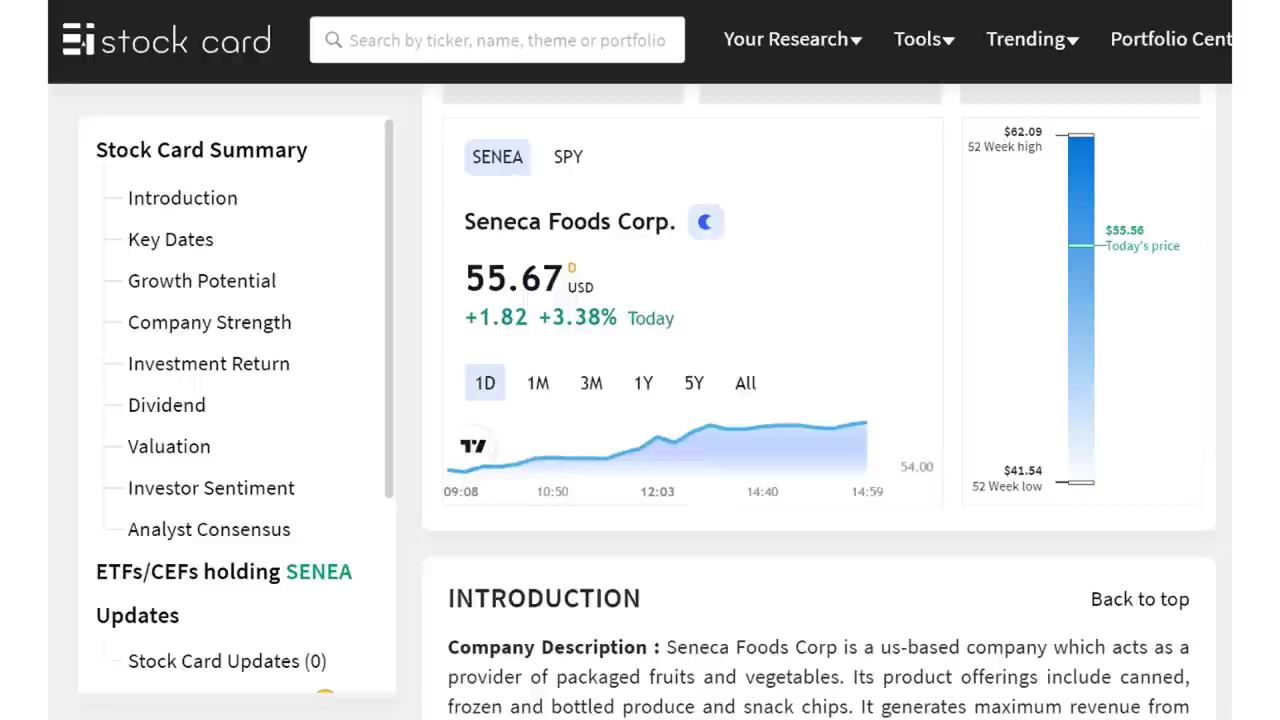 stock card
Search by ticker, name, theme or portfolio
Your Research
Tools
Trending
Portfolio Cent
Stock Card Summary
Introduction
Key Dates
Growth Potential
Company Strength
Investment Return
Dividend
Valuation
Investor Sentiment
Analyst Consensus
ETFs/CEFs holding SENEA
Updates
Stock Card Updates (0)
SENEA
SPY
Seneca Foods Corp.
55.67 D USD
+1.82 +3.38% Today
1D 1M 3M 1Y 5Y All
54.00
09:08 10:50 12:03 14:40 14:59
$62.09
52 Week high
$55.56
Today's price
$41.54
52 Week low
INTRODUCTION
Back to top
Company Description : Seneca Foods Corp is a us-based company which acts as a
provider of packaged fruits and vegetables. Its product offerings include canned,
frozen and bottled produce and snack chips. It generates maximum revenue from